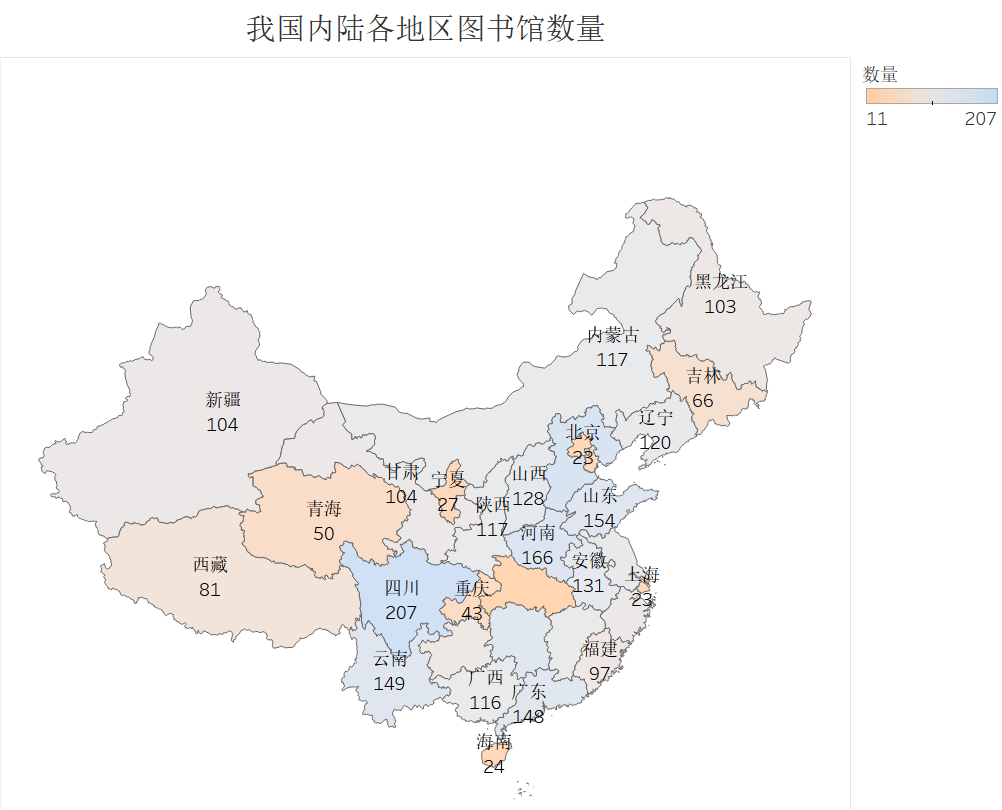 我国内陆各地区图书馆数量
数量
11
207
黑龙江
103
内蒙古
117
吉林
66
新疆
104
辽宁
120
北京
23
甘肃
104
宁夏
27
山西
128
陕西
117
山东
154
青海
50
河南
166
西藏
81
安徽
131
上海
23
四川
207
重庆
43
云南
149
福建
97
广西
116
广东
148
海南
24